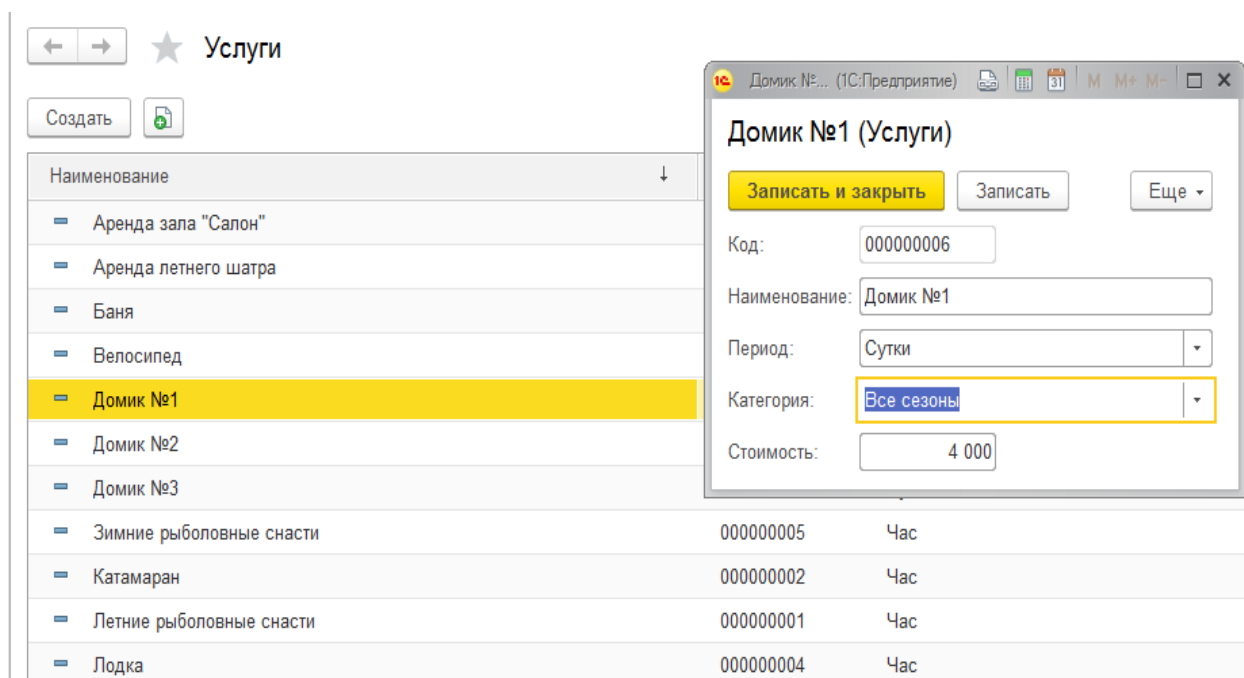 Услуги
Создать
Наименование
Аренда зала "Салон"
Аренда летнего шатра
Баня
Велосипед
Домик №1
Домик №2
Домик №3
Зимние рыболовные снасти 000000005 Час
Катамаран 000000002 Час
Летние рыболовные снасти 000000001 Час
Лодка 000000004 Час
1С Домик №... (1С:Предприятие) 31 M M+ M-
Домик №1 (Услуги)
Записать и закрыть Записать Еще
Код: 000000006
Наименование: Домик №1
Период: Сутки
Категория: Все сезоны
Стоимость: 4 000